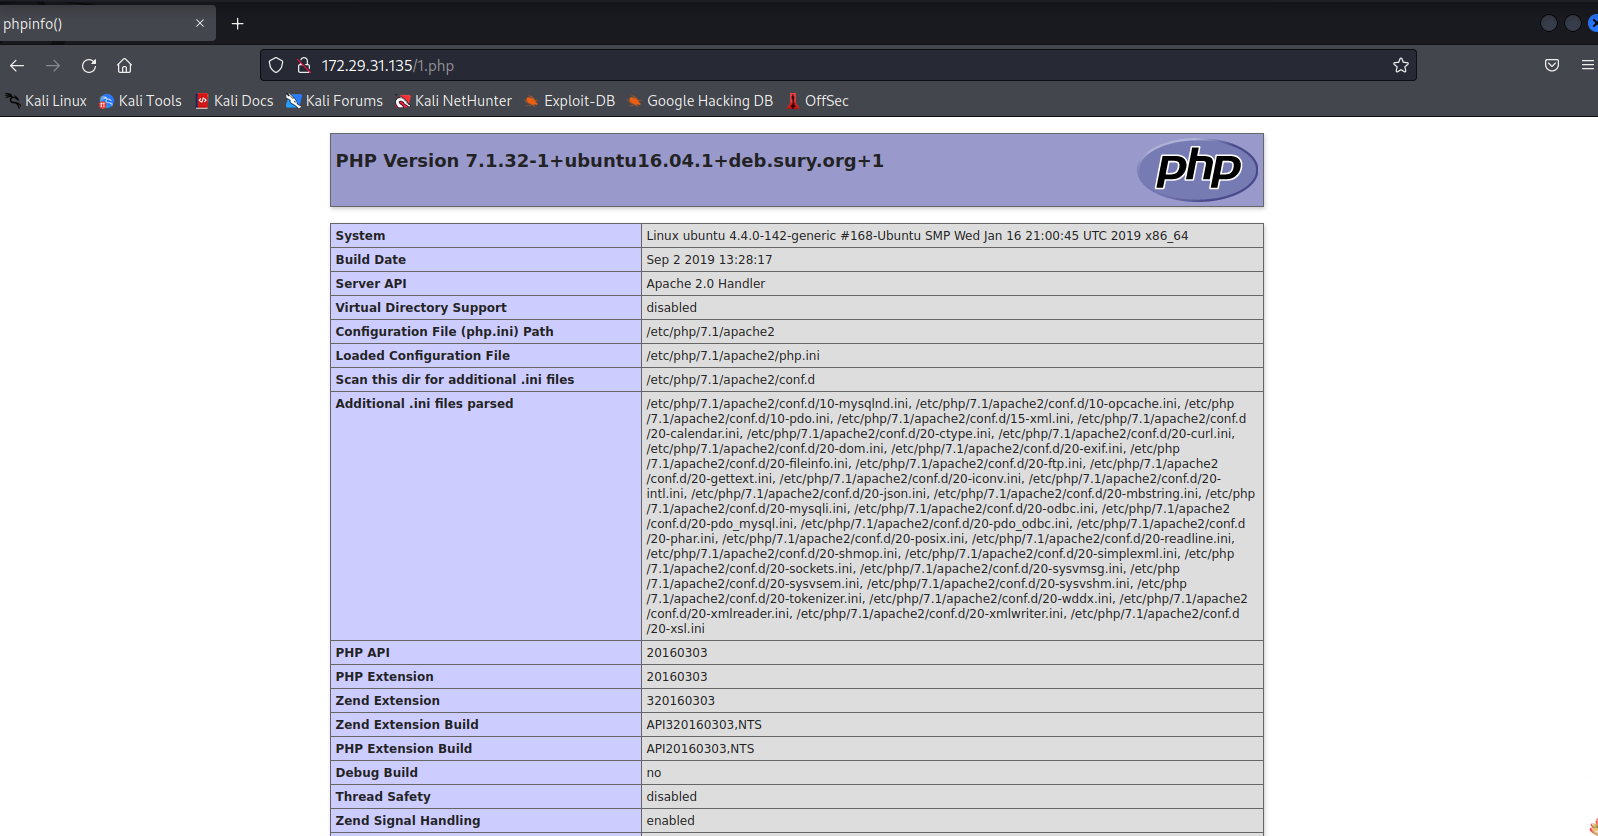 phpinfo()
172.29.31.135/1.php
Kali Linux Kali Tools Kali Docs Kali Forums Kali NetHunter Exploit-DB Google Hacking DB OffSec
PHP Version 7.1.32-1+ubuntu16.04.1+deb.sury.org+1
php
System Linux ubuntu 4.4.0-142-generic #168-Ubuntu SMP Wed Jan 16 21:00:45 UTC 2019 x86_64
Build Date Sep 2 2019 13:28:17
Server API Apache 2.0 Handler
Virtual Directory Support disabled
Configuration File (php.ini) Path /etc/php/7.1/apache2
Loaded Configuration File /etc/php/7.1/apache2/php.ini
Scan this dir for additional .ini files /etc/php/7.1/apache2/conf.d
Additional .ini files parsed /etc/php/7.1/apache2/conf.d/10-mysqlnd.ini, /etc/php/7.1/apache2/conf.d/10-opcache.ini, /etc/php
/7.1/apache2/conf.d/10-pdo.ini, /etc/php/7.1/apache2/conf.d/15-xml.ini, /etc/php/7.1/apache2/conf.d
/20-calendar.ini, /etc/php/7.1/apache2/conf.d/20-ctype.ini, /etc/php/7.1/apache2/conf.d/20-curl.ini,
/etc/php/7.1/apache2/conf.d/20-dom.ini, /etc/php/7.1/apache2/conf.d/20-exif.ini, /etc/php
/7.1/apache2/conf.d/20-fileinfo.ini, /etc/php/7.1/apache2/conf.d/20-ftp.ini, /etc/php/7.1/apache2
/conf.d/20-gettext.ini, /etc/php/7.1/apache2/conf.d/20-iconv.ini, /etc/php/7.1/apache2/conf.d/20-
intl.ini, /etc/php/7.1/apache2/conf.d/20-json.ini, /etc/php/7.1/apache2/conf.d/20-mbstring.ini, /etc/php
/7.1/apache2/conf.d/20-mysqli.ini, /etc/php/7.1/apache2/conf.d/20-odbc.ini, /etc/php/7.1/apache2
/conf.d/20-pdo_mysql.ini, /etc/php/7.1/apache2/conf.d/20-pdo_odbc.ini, /etc/php/7.1/apache2/conf.d
/20-phar.ini, /etc/php/7.1/apache2/conf.d/20-posix.ini, /etc/php/7.1/apache2/conf.d/20-readline.ini,
/etc/php/7.1/apache2/conf.d/20-shmop.ini, /etc/php/7.1/apache2/conf.d/20-simplexml.ini, /etc/php
/7.1/apache2/conf.d/20-sockets.ini, /etc/php/7.1/apache2/conf.d/20-sysvmsg.ini, /etc/php
/7.1/apache2/conf.d/20-sysvsem.ini, /etc/php/7.1/apache2/conf.d/20-sysvshm.ini, /etc/php
/7.1/apache2/conf.d/20-tokenizer.ini, /etc/php/7.1/apache2/conf.d/20-wddx.ini, /etc/php/7.1/apache2
/conf.d/20-xmlreader.ini, /etc/php/7.1/apache2/conf.d/20-xmlwriter.ini, /etc/php/7.1/apache2/conf.d
/20-xsl.ini
PHP API 20160303
PHP Extension 20160303
Zend Extension 320160303
Zend Extension Build API320160303,NTS
PHP Extension Build API20160303,NTS
Debug Build no
Thread Safety disabled
Zend Signal Handling enabled